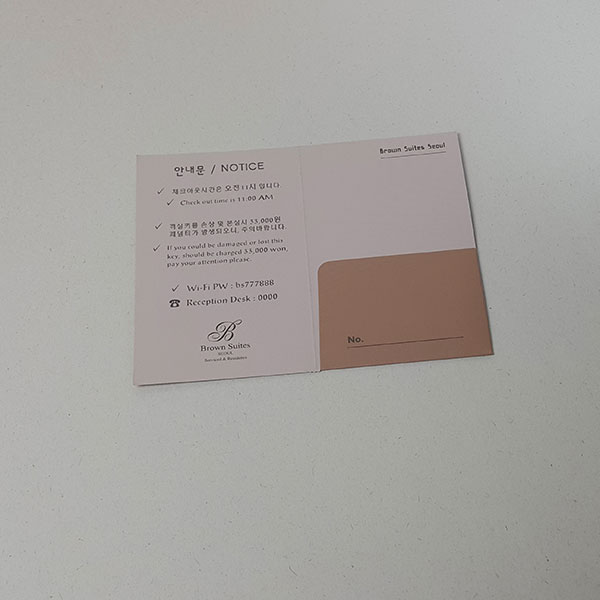 안내문 / NOTICE
✓ 체크아웃시간은 오전 11시 입니다.
✓ Check out time is 11:00 AM
✓ 객실키를 손상 및 분실시 33,000원
패널티가 발생되오니, 주의바랍니다.
✓ If you could be damaged or lost this
key, should be charged 33,000 won,
pay your attention please.
✓ Wi-Fi PW : bs777888
☎ Reception Desk : 0000
B
Brown Suites
SEOUL
Serviced & Residence
Brown Suites Seoul
No.